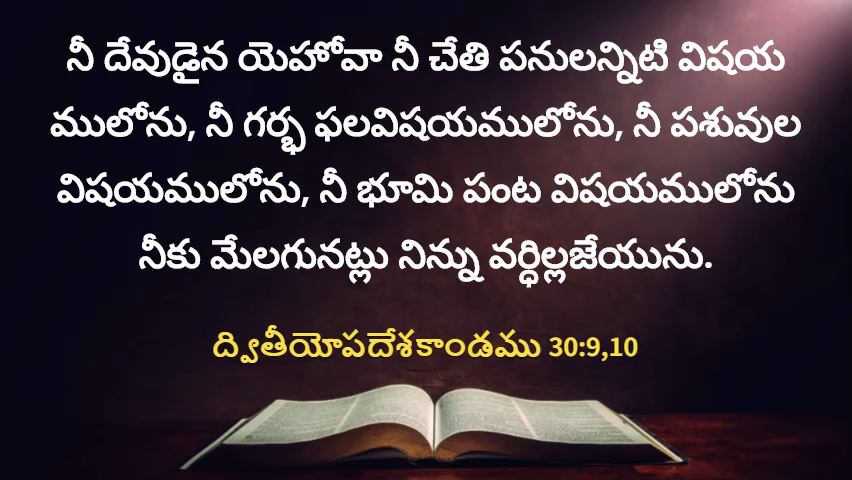 నీ దేవుడైన యెహోవా నీ చేతి పనులన్నిటి విషయ
ములోను, నీ గర్భ ఫలవిషయములోను, నీ పశువుల
విషయములోను, నీ భూమి పంట విషయములోను
నీకు మేలగునట్లు నిన్ను వర్ధిల్లజేయును.
ద్వితీయోపదేశకాండము 30:9,10